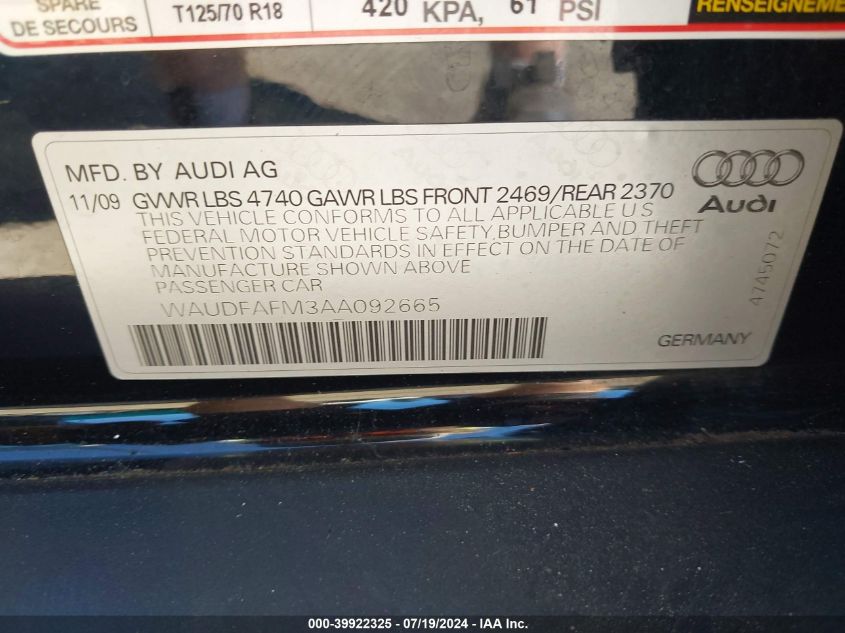 SPARE
DE SECOURS
T125/70 R18
420 KPA, 61 PSI
RENSEIGNEME
MFD. BY AUDI AG
11/09 GVWR LBS 4740 GAWR LBS FRONT 2469/REAR 2370
THIS VEHICLE CONFORMS TO ALL APPLICABLE U S
FEDERAL MOTOR VEHICLE SAFETY, BUMPER AND THEFT
PREVENTION STANDARDS IN EFFECT ON THE DATE OF
MANUFACTURE SHOWN ABOVE
PASSENGER CAR
WAUDFAFM3AA092665
Audi
4745072
GERMANY
000-39922325 / 07/19/2024 - IAA Inc.